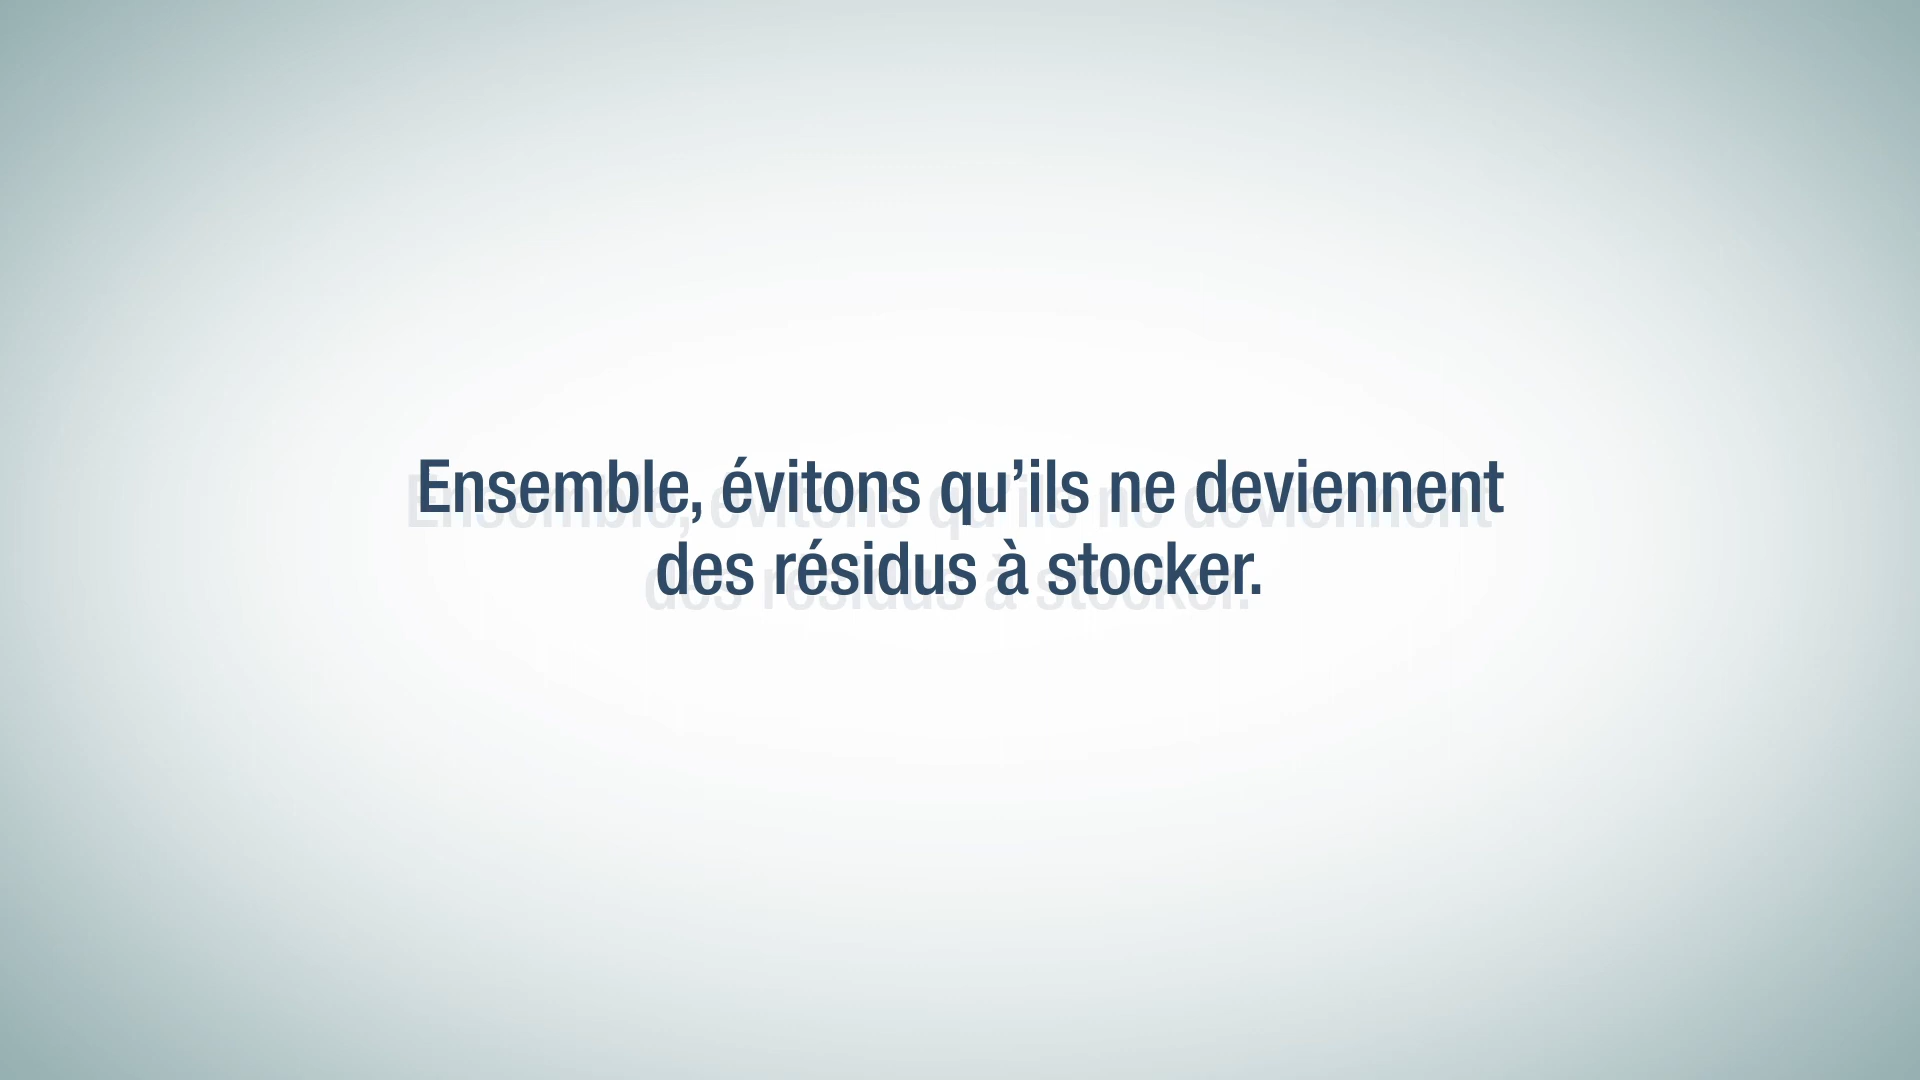 Ensemble, évitons qu’ils ne deviennent
des résidus à stocker.